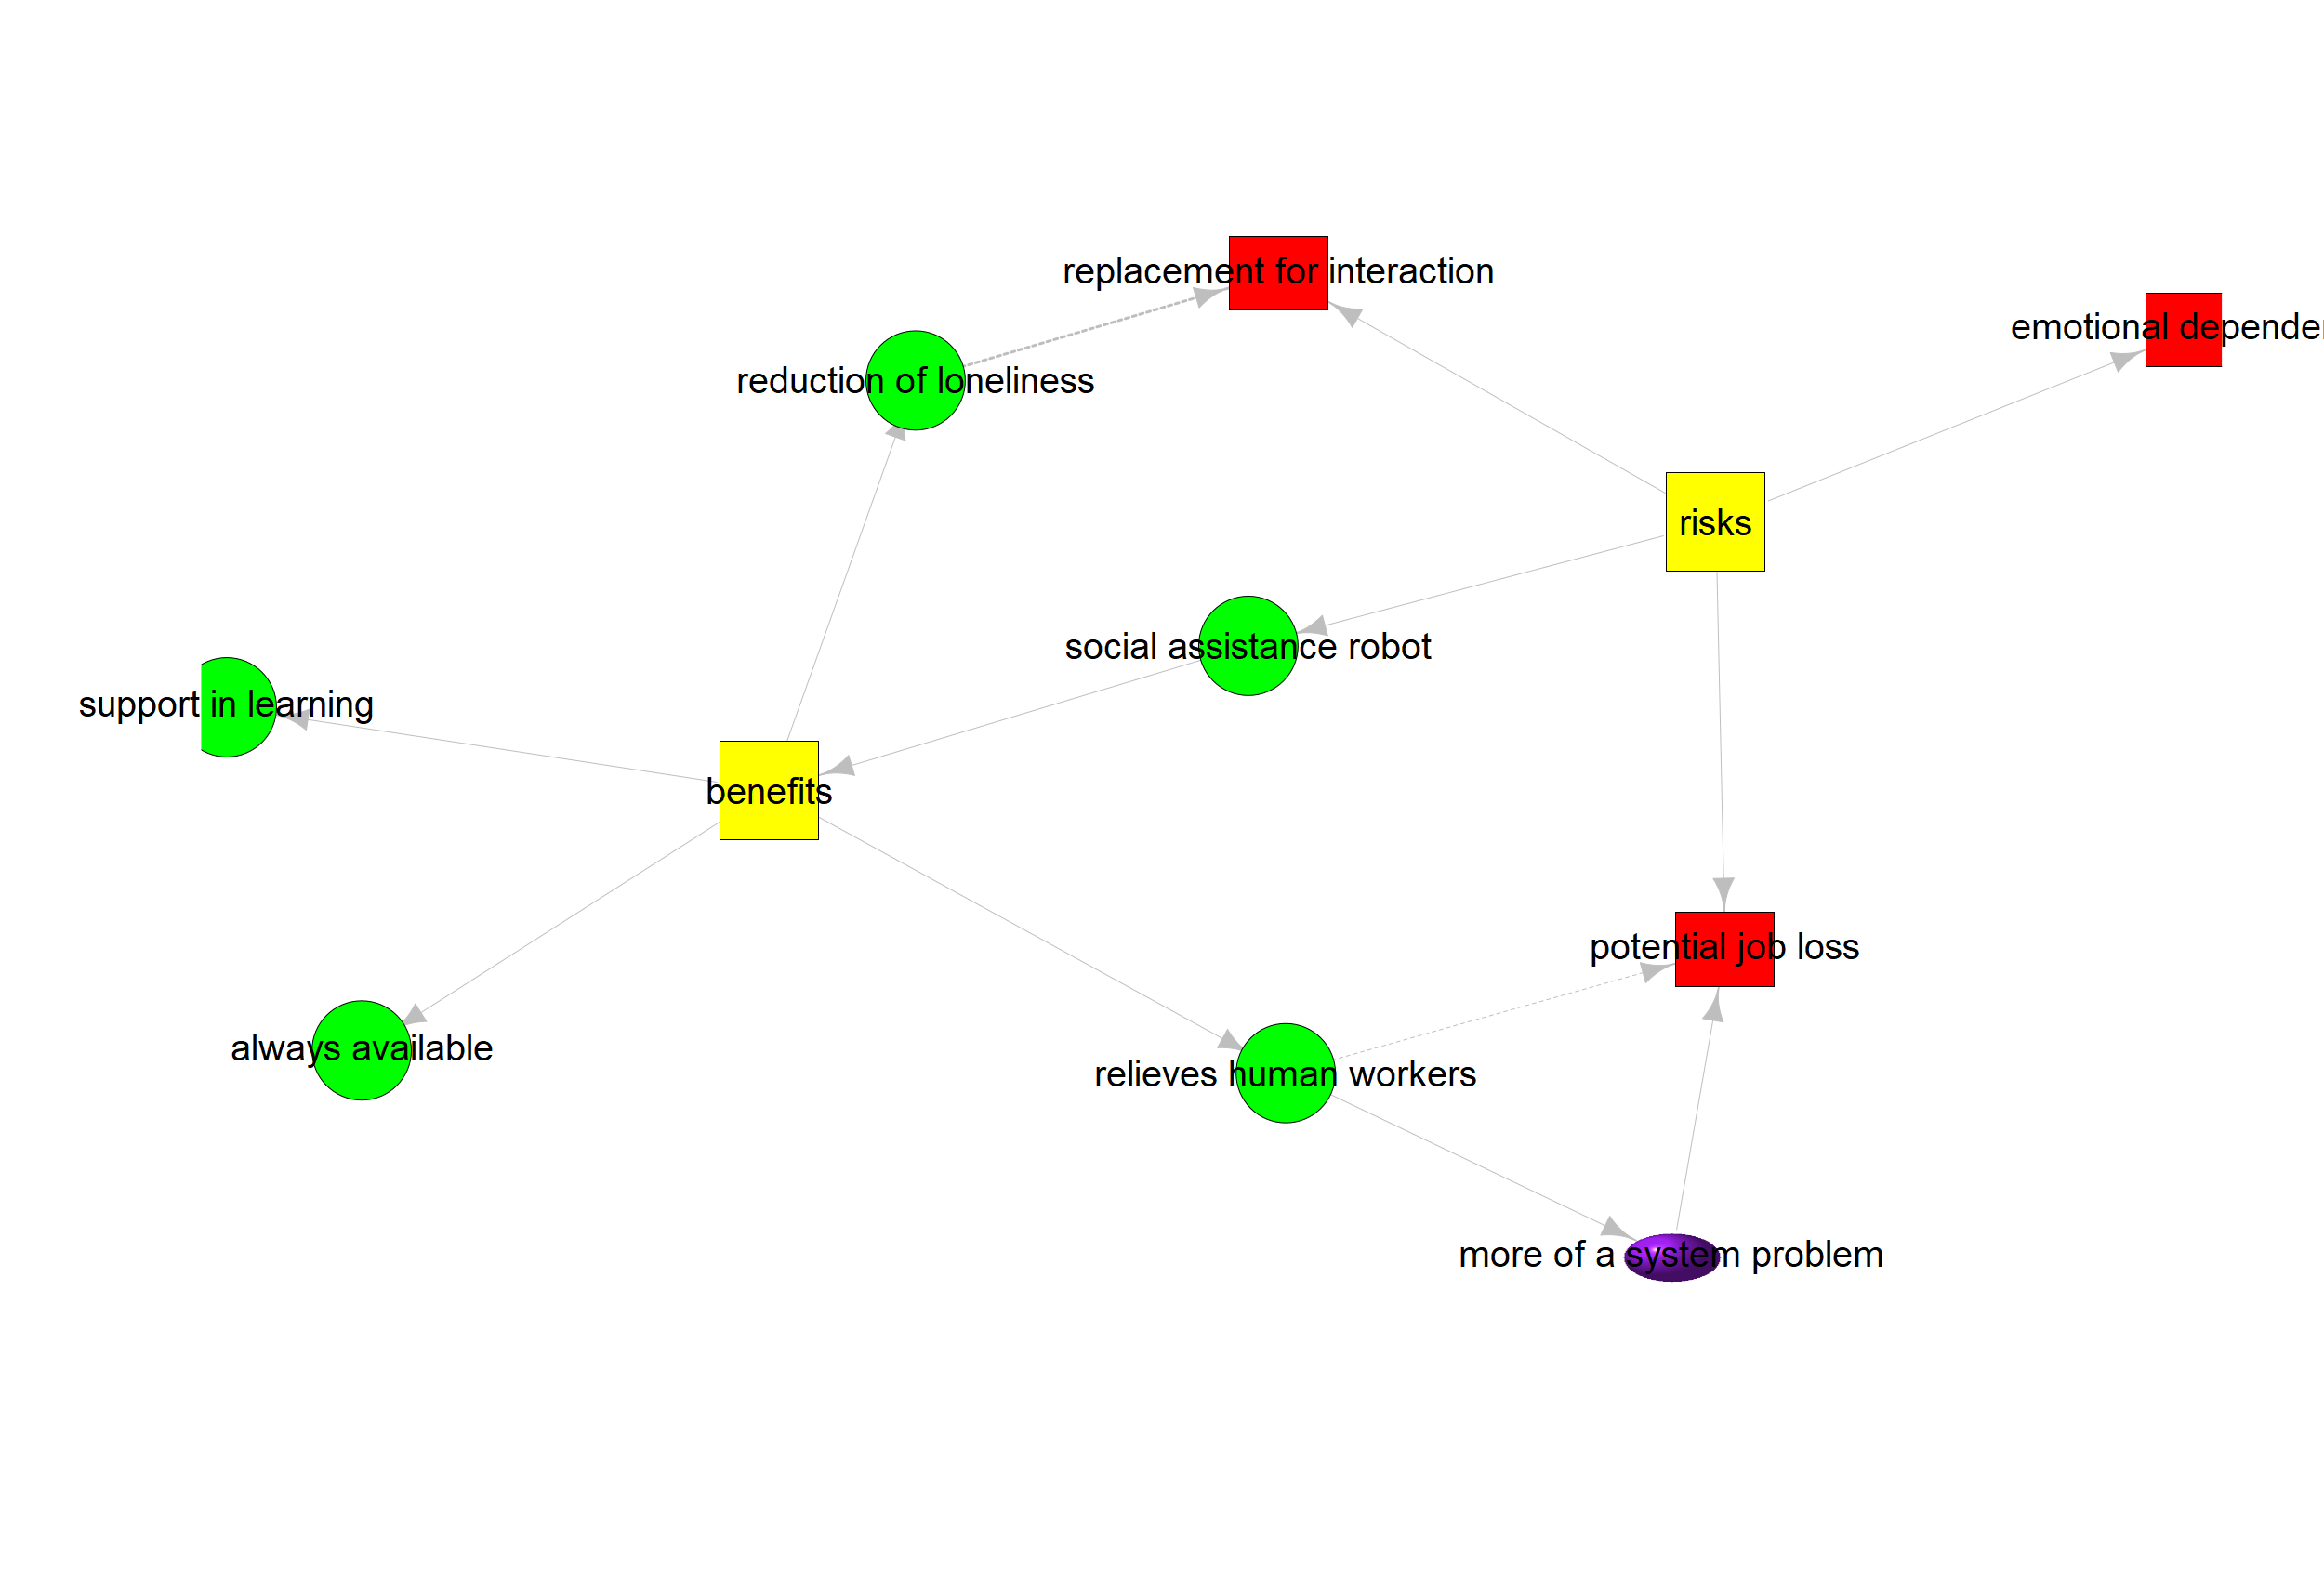 replacement for interaction
emotional depende
reduction of loneliness
risks
social assistance robot
support in learning
benefits
potential job loss
always available
relieves human workers
more of a system problem